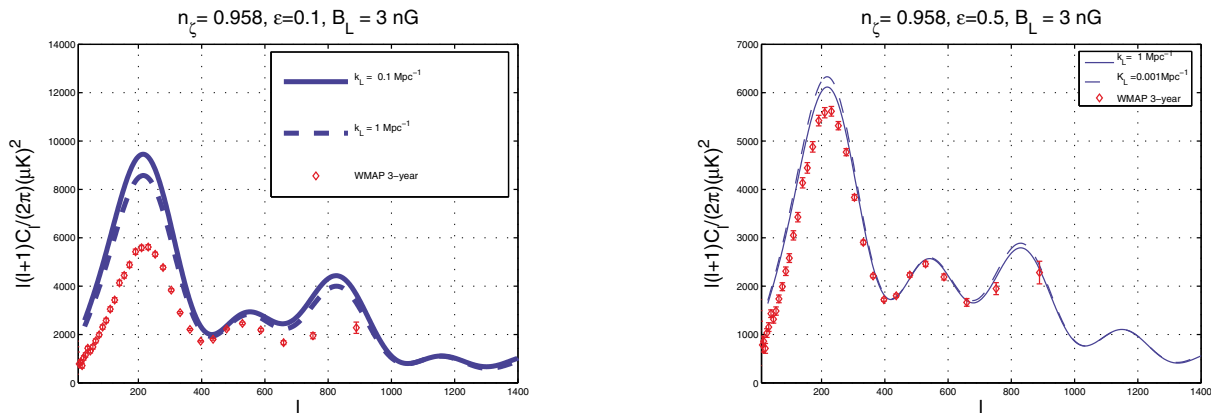 n_ζ= 0.958, ε=0.1, B_L = 3 nG
l(l+1)C_l/(2π)(μK)^2
14000
12000
10000
8000
6000
4000
2000
0
k_L = 0.1 Mpc^−1
k_L = 1 Mpc^−1
WMAP 3−year
200
400
600
800
1000
1200
1400
l
n_ζ= 0.958, ε=0.5, B_L = 3 nG
l(l+1)C_l/(2π)(μK)^2
7000
6000
5000
4000
3000
2000
1000
0
k_L = 1 Mpc^−1
K_L =0.001Mpc^−1
WMAP 3−year
200
400
600
800
1000
1200
1400
l